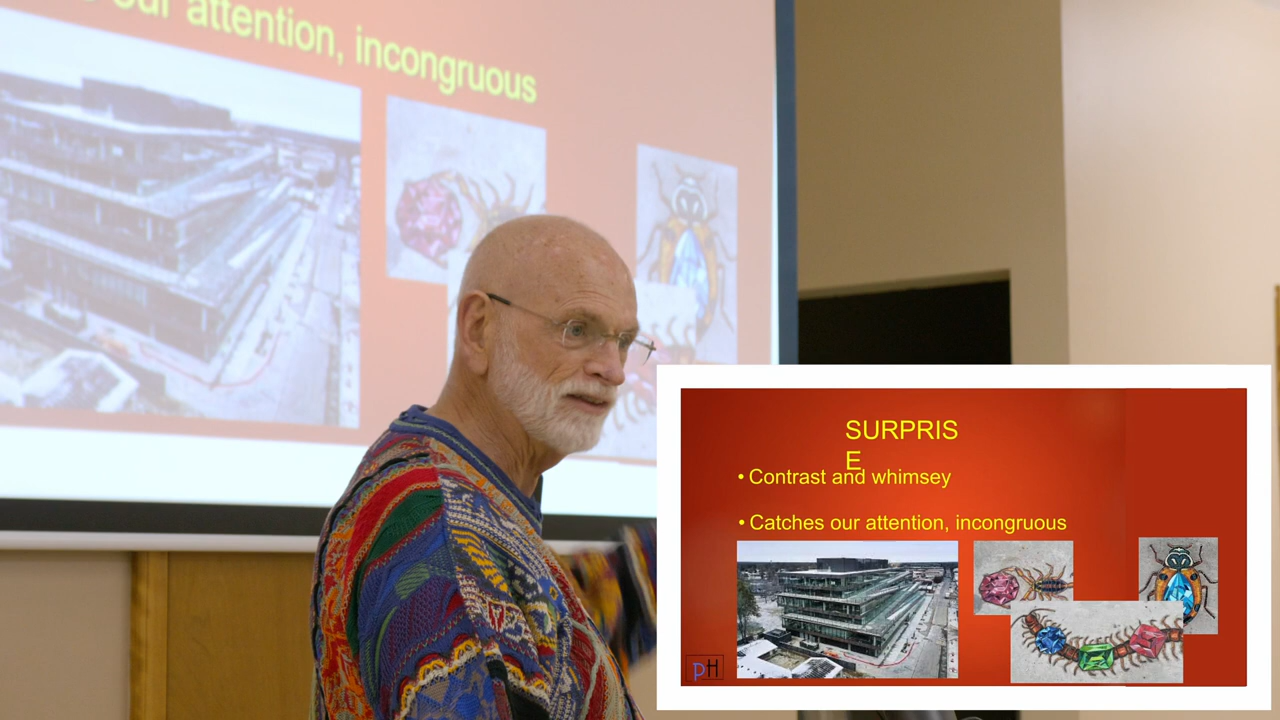 our attention, incongruous
SURPRIS
E
• Contrast and whimsey
• Catches our attention, incongruous
pH